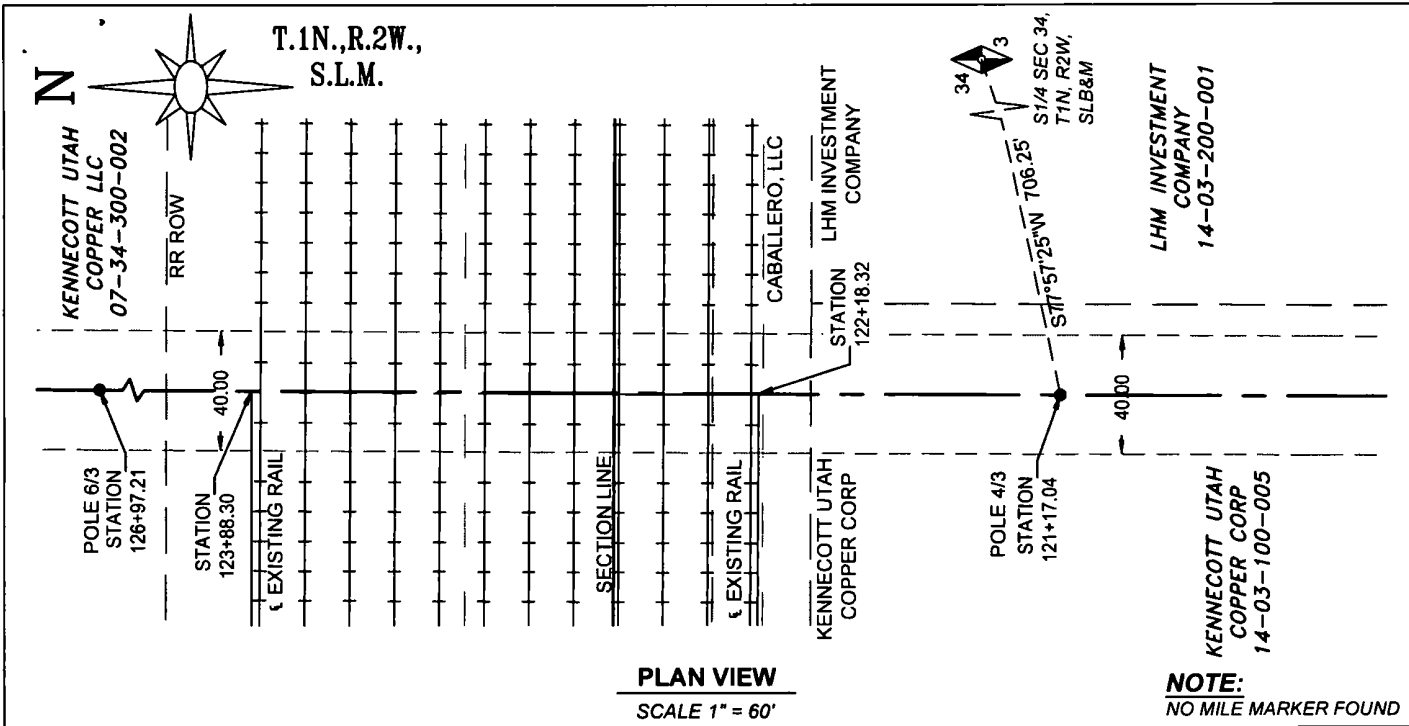 T.1N.,R.2W.,
S.L.M.
N
KENNECOTT UTAH
COPPER LLC
07-34-300-002
RR ROW
CABALLERO, LLC
LHM INVESTMENT
COMPANY
34
3
S1/4 SEC 34,
T1N, R2W,
SLB&M
S77°57'25"W 706.25'
LHM INVESTMENT
COMPANY
14-03-200-001
STATION
122+18.32
40.00
40.00
POLE 6/3
STATION
126+97.21
STATION
123+88.30
℄ EXISTING RAIL
SECTION LINE
℄ EXISTING RAIL
KENNECOTT UTAH
COPPER CORP
POLE 4/3
STATION
121+17.04
KENNECOTT UTAH
COPPER CORP
14-03-100-005
PLAN VIEW
SCALE 1" = 60'
NOTE:
NO MILE MARKER FOUND